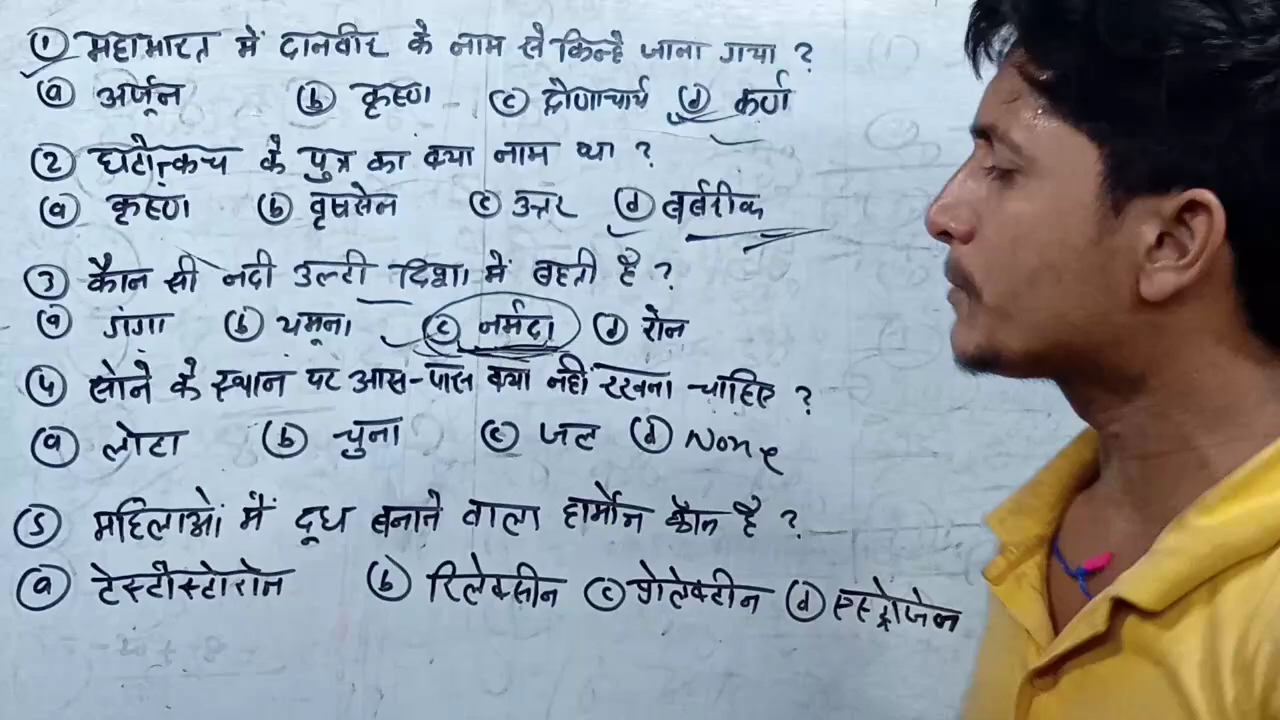 ① महाभारत में दानवीर के नाम से किन्हे जाना गया ?
ⓐ अर्जून ⓑ कृष्ण ⓒ द्रोणाचार्य ⓓ कर्ण
② घटोत्कच के पुत्र का क्या नाम था ?
ⓐ कृष्ण ⓑ वृषसेन ⓒ उत्तर ⓓ बर्बरीक
③ कौन सी नदी उल्टी दिशा में बहती है ?
ⓐ गंगा ⓑ यमूना ⓒ नर्मदा ⓓ सोन
④ सोने के स्थान पर आस-पास क्या नही रखना चाहिए ?
ⓐ लोटा ⓑ चुना ⓒ जल ⓓ None
⑤ महिलाओं में दूध बनाने वाला हार्मोन कौन है ?
ⓐ टेस्टोस्टोरोन ⓑ रिलेक्सीन ⓒ प्रोलेक्टीन ⓓ एस्ट्रोजेन